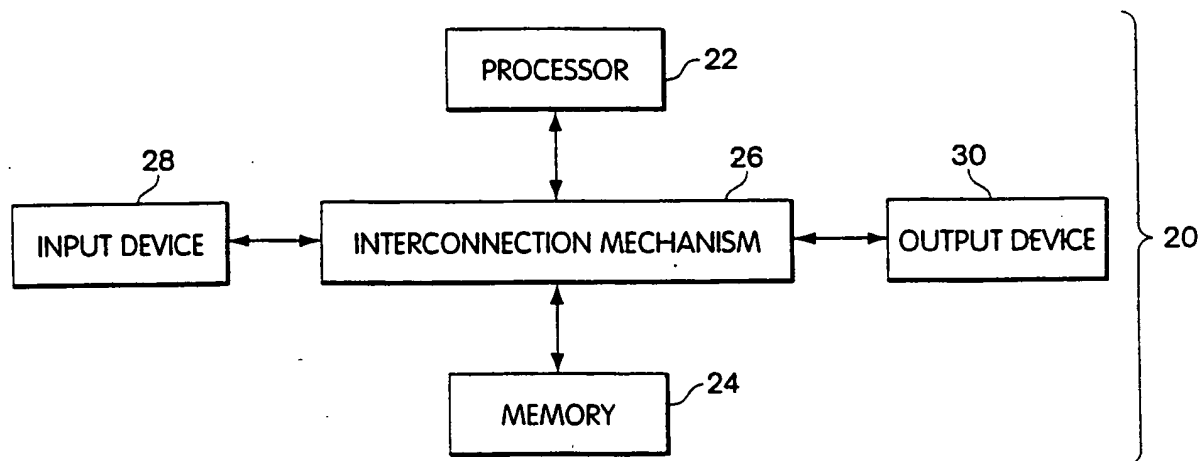 PROCESSOR
22
28
26
30
INPUT DEVICE
INTERCONNECTION MECHANISM
OUTPUT DEVICE
20
MEMORY
24